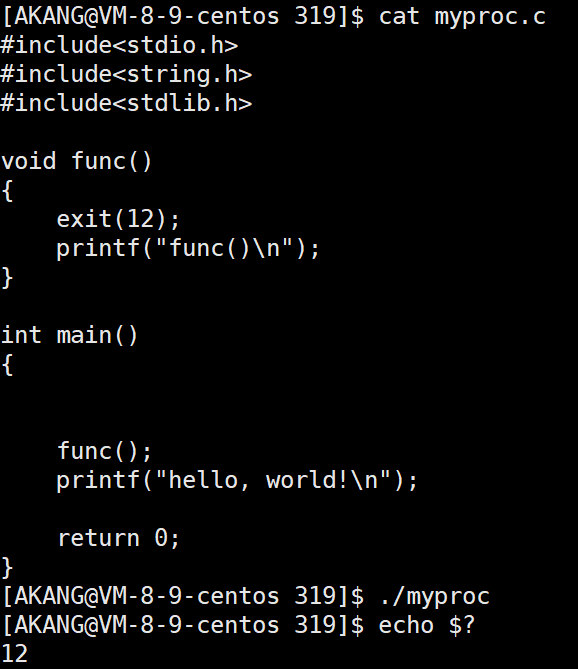 [AKANG@VM-8-9-centos 319]$ cat myproc.c
#include<stdio.h>
#include<string.h>
#include<stdlib.h>
void func()
{
    exit(12);
    printf("func()\n");
}
int main()
{
    func();
    printf("hello, world!\n");
    return 0;
}
[AKANG@VM-8-9-centos 319]$ ./myproc
[AKANG@VM-8-9-centos 319]$ echo $?
12